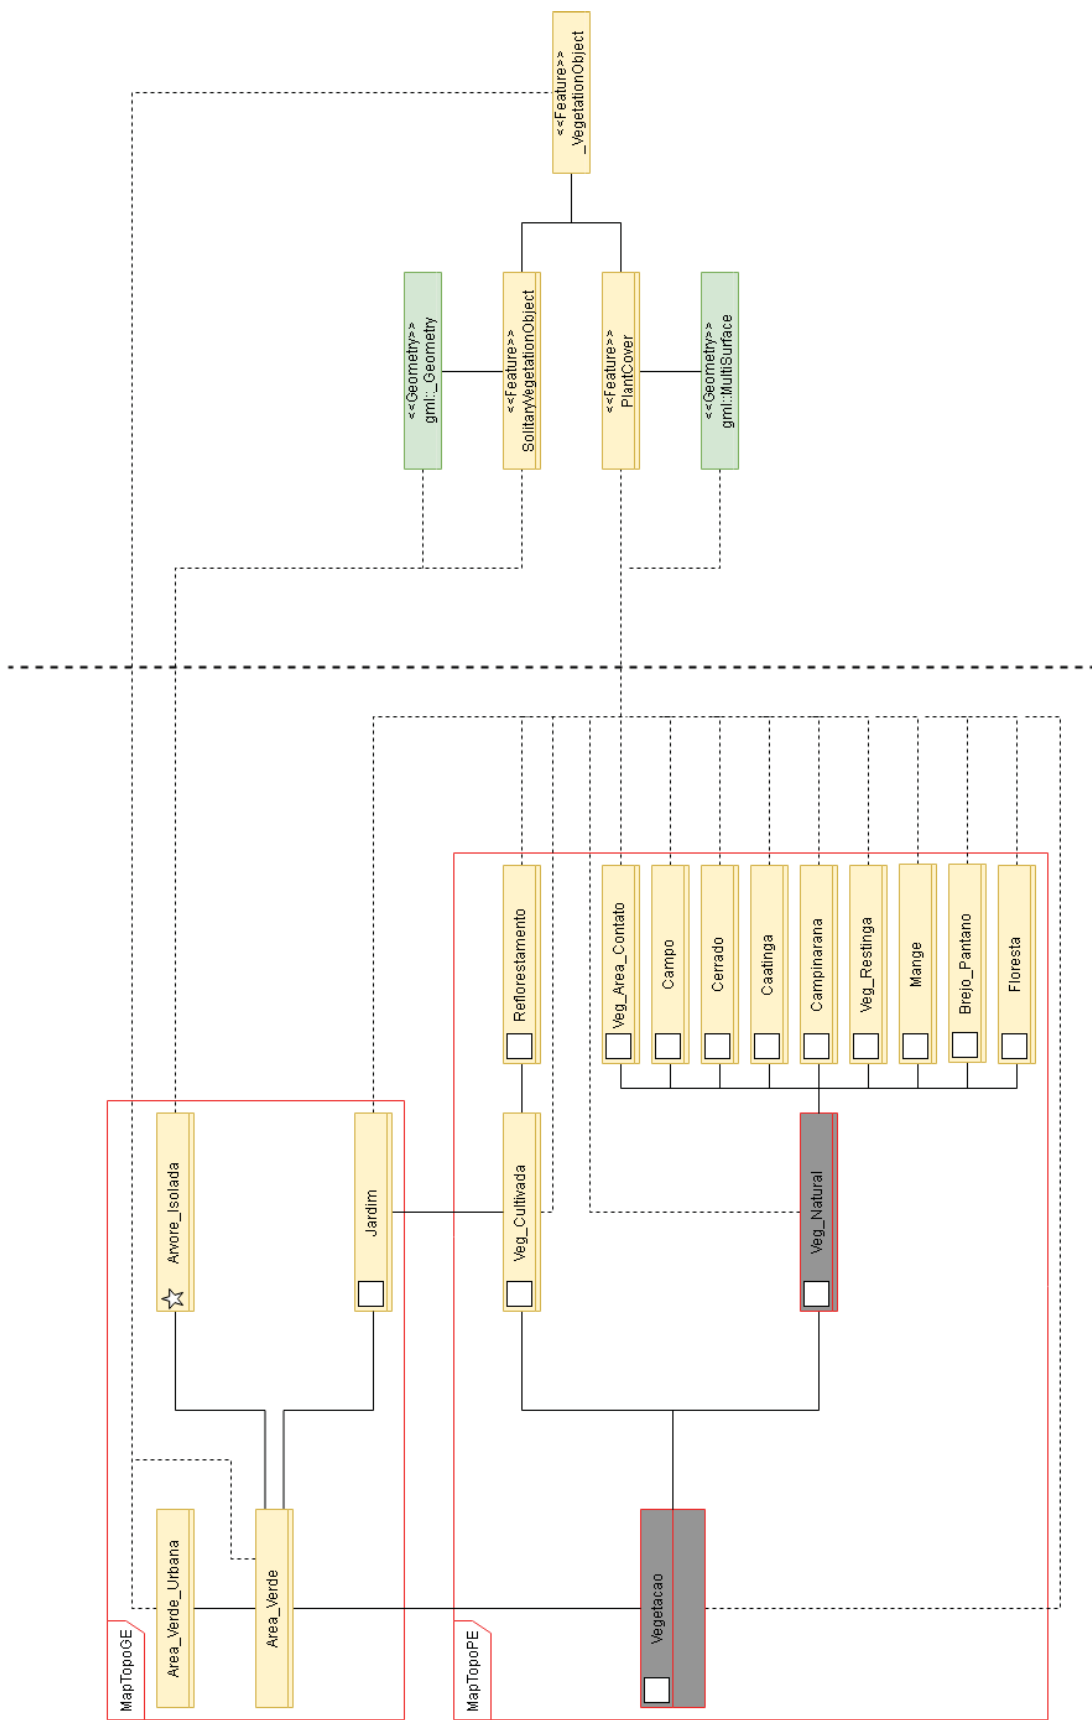 MapTopoGE
Area_Verde_Urbana
Arvore_Isolada
Area_Verde
Jardim
<<Geometry>>
gml::_Geometry
MapTopoPE
Veg_Cultivada
Reflorestamento
<<Feature>>
SolitaryVegetationObject
<<Feature>>
_VegetationObject
Veg_Area_Contato
<<Feature>>
PlantCover
Vegetacao
Campo
Cerrado
<<Geometry>>
gml::MultiSurface
Caatinga
Veg_Natural
Campinarana
Veg_Restinga
Mange
Brejo_Pantano
Floresta